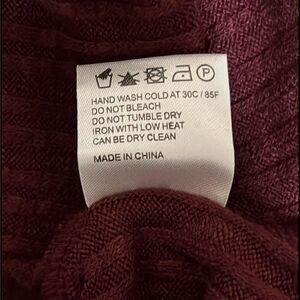 HAND WASH COLD AT 30C / 85F
DO NOT BLEACH
DO NOT TUMBLE DRY
IRON WITH LOW HEAT
CAN BE DRY CLEAN
MADE IN CHINA